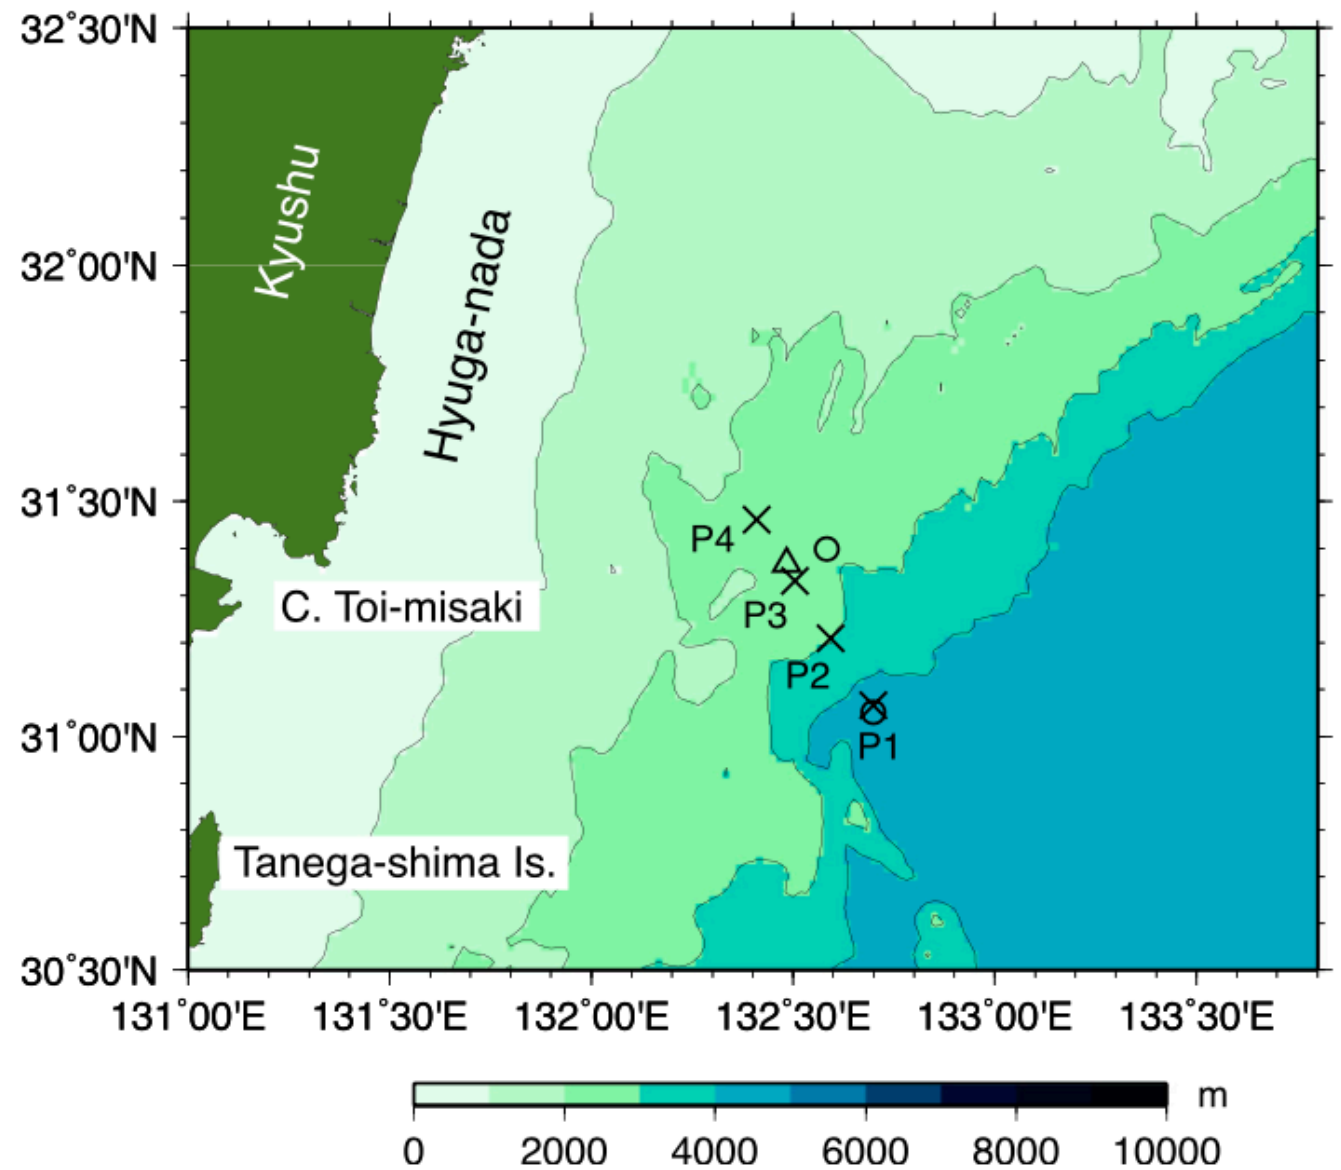 32°30'N
Kyushu
Hyuga-nada
32°00'N
31°30'N
P4
P3
C. Toi-misaki
P2
31°00'N
P1
Tanega-shima Is.
30°30'N
131°00'E 131°30'E 132°00'E 132°30'E 133°00'E 133°30'E
m
0 2000 4000 6000 8000 10000